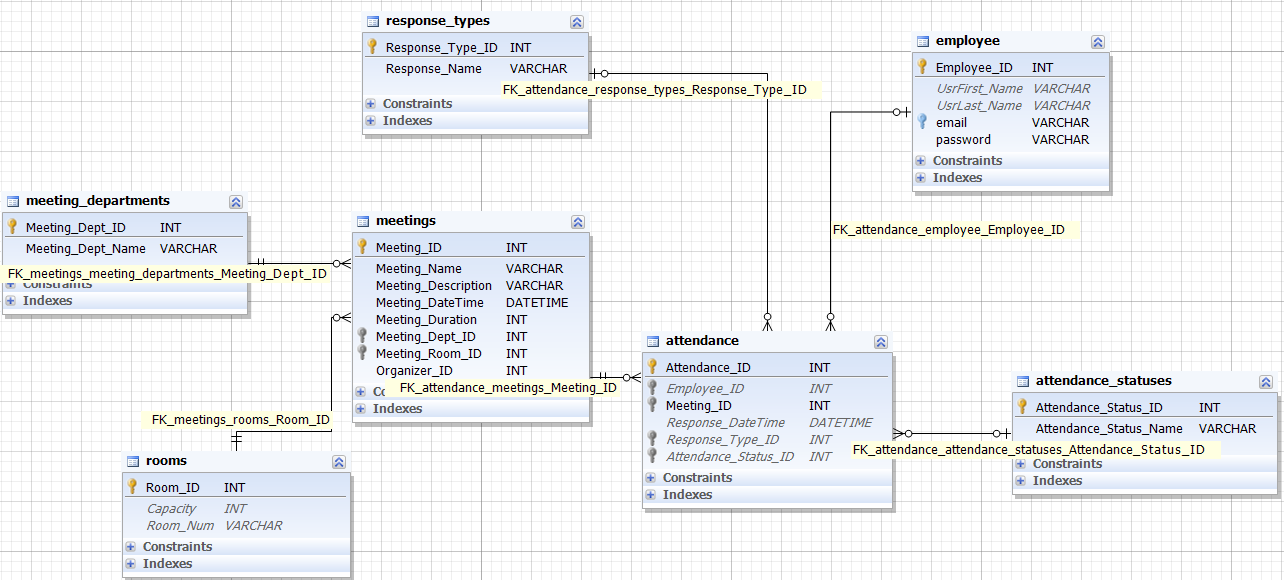 response_types
Response_Type_ID INT
Response_Name VARCHAR
Constraints
Indexes
FK_attendance_response_types_Response_Type_ID
employee
Employee_ID INT
UsrFirst_Name VARCHAR
UsrLast_Name VARCHAR
email VARCHAR
password VARCHAR
Constraints
Indexes
FK_attendance_employee_Employee_ID
meeting_departments
Meeting_Dept_ID INT
Meeting_Dept_Name VARCHAR
FK_meetings_meeting_departments_Meeting_Dept_ID
Constraints
Indexes
meetings
Meeting_ID INT
Meeting_Name VARCHAR
Meeting_Description VARCHAR
Meeting_DateTime DATETIME
Meeting_Duration INT
Meeting_Dept_ID INT
Meeting_Room_ID INT
Organizer_ID INT
FK_attendance_meetings_Meeting_ID
Indexes
FK_meetings_rooms_Room_ID
rooms
Room_ID INT
Capacity INT
Room_Num VARCHAR
Constraints
Indexes
attendance
Attendance_ID INT
Employee_ID INT
Meeting_ID INT
Response_DateTime DATETIME
Response_Type_ID INT
Attendance_Status_ID INT
Constraints
Indexes
attendance_statuses
Attendance_Status_ID INT
Attendance_Status_Name VARCHAR
FK_attendance_attendance_statuses_Attendance_Status_ID
Constraints
Indexes